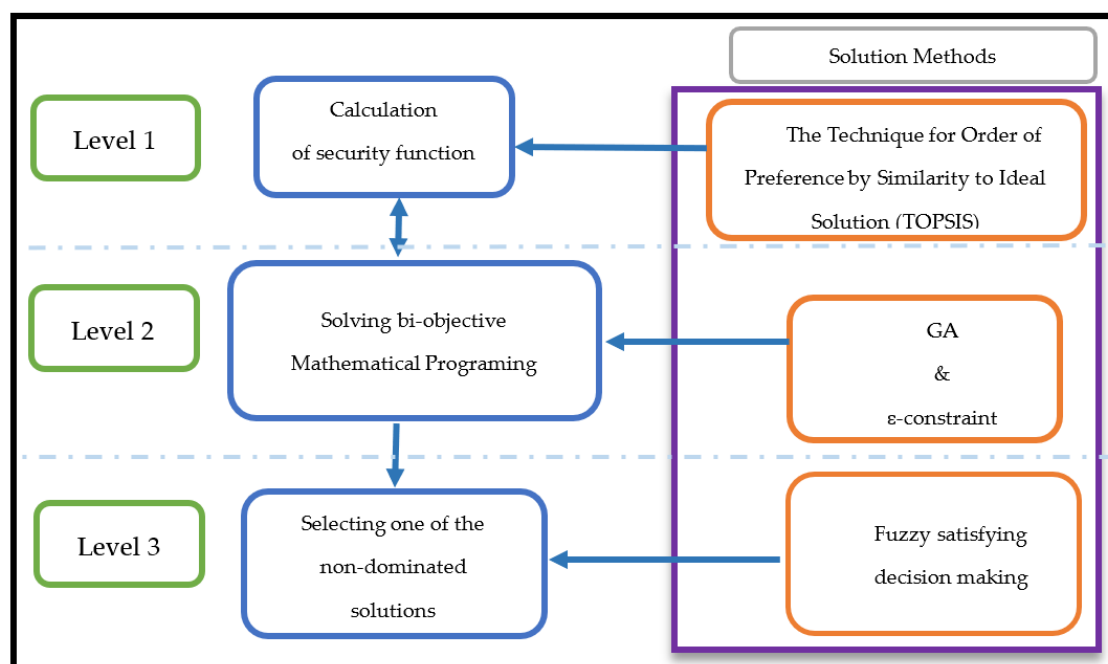 Solution Methods
Level 1
Calculation
of security function
The Technique for Order of
Preference by Similarity to Ideal
Solution (TOPSIS)
Level 2
Solving bi-objective
Mathematical Programing
GA
&
ε-constraint
Level 3
Selecting one of the
non-dominated
solutions
Fuzzy satisfying
decision making